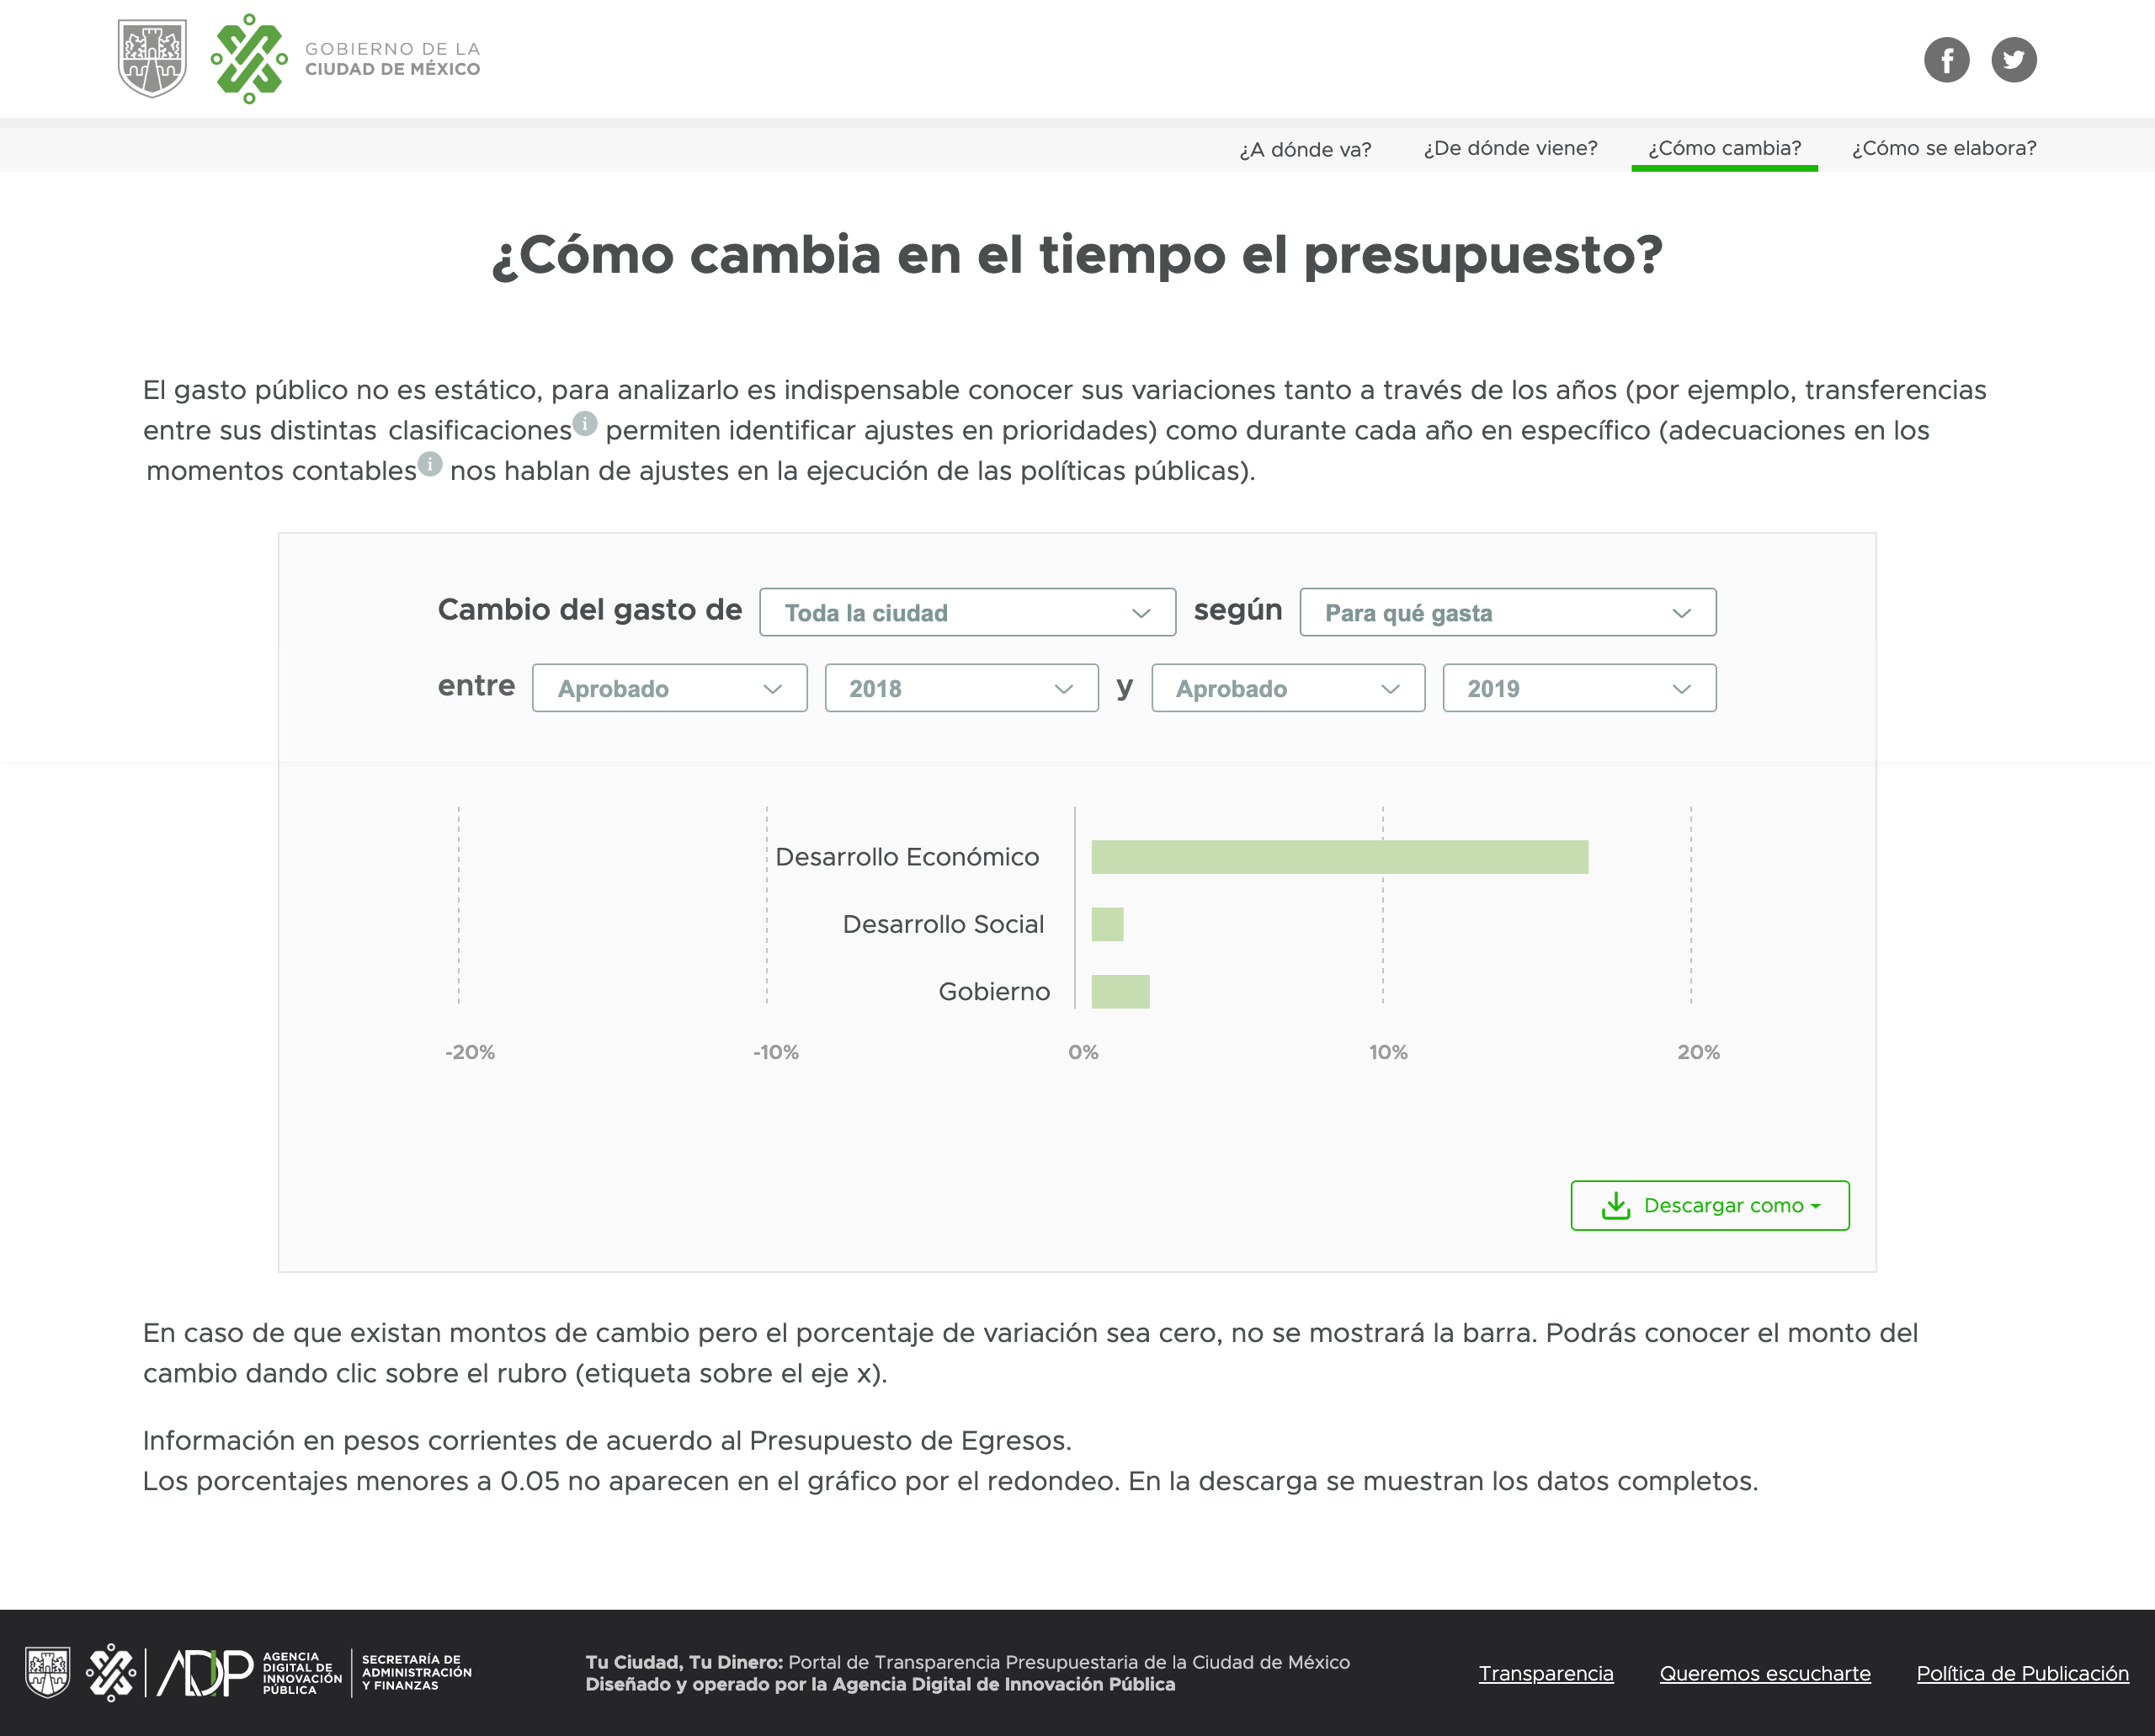 GOBIERNO DE LA
CIUDAD DE MÉXICO
¿A dónde va?
¿De dónde viene?
¿Cómo cambia?
¿Cómo se elabora?
¿Cómo cambia en el tiempo el presupuesto?
El gasto público no es estático, para analizarlo es indispensable conocer sus variaciones tanto a través de los años (por ejemplo, transferencias
entre sus distintas clasificaciones i permiten identificar ajustes en prioridades) como durante cada año en específico (adecuaciones en los
momentos contables i nos hablan de ajustes en la ejecución de las políticas públicas).
Cambio del gasto de Toda la ciudad según Para qué gasta
entre Aprobado 2018 y Aprobado 2019
Desarrollo Económico
Desarrollo Social
Gobierno
-20% -10% 0% 10% 20%
Descargar como
En caso de que existan montos de cambio pero el porcentaje de variación sea cero, no se mostrará la barra. Podrás conocer el monto del
cambio dando clic sobre el rubro (etiqueta sobre el eje x).
Información en pesos corrientes de acuerdo al Presupuesto de Egresos.
Los porcentajes menores a 0.05 no aparecen en el gráfico por el redondeo. En la descarga se muestran los datos completos.
ADIP
AGENCIA
DIGITAL DE
INNOVACIÓN
PÚBLICA
SECRETARÍA DE
ADMINISTRACIÓN
Y FINANZAS
Tu Ciudad, Tu Dinero: Portal de Transparencia Presupuestaria de la Ciudad de México
Diseñado y operado por la Agencia Digital de Innovación Pública
Transparencia
Queremos escucharte
Política de Publicación